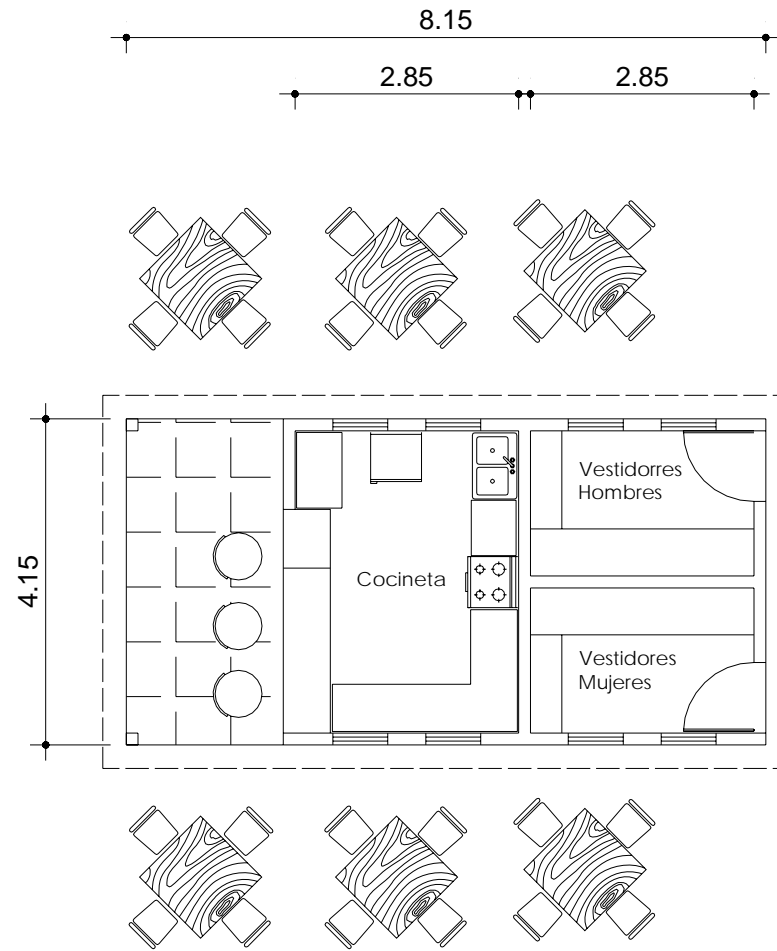 8.15
2.85
2.85
4.15
Vestidorres
Hombres
Cocineta
Vestidores
Mujeres